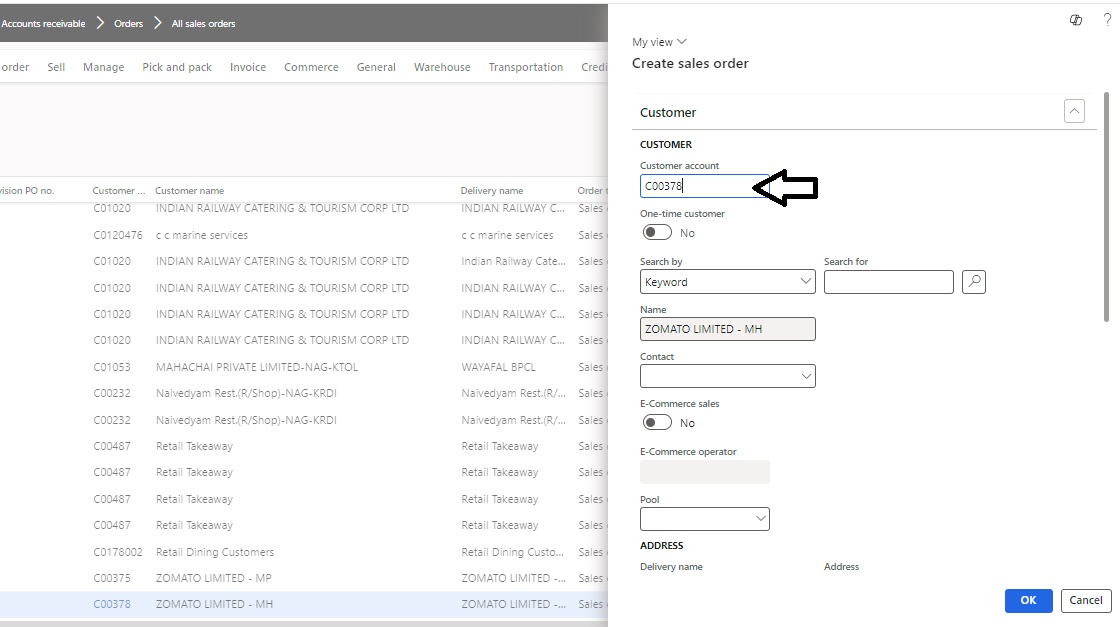 Accounts receivable > Orders > All sales orders
order Sell Manage Pick and pack Invoice Commerce General Warehouse Transportation Credi
vision PO no. Customer ... Customer name Delivery name Order t
C01020 INDIAN RAILWAY CATERING & TOURISM CORP LTD INDIAN RAILWAY C... Sales
C0120476 c c marine services c c marine services Sales
C01020 INDIAN RAILWAY CATERING & TOURISM CORP LTD Indian Railway Cate... Sales
C01020 INDIAN RAILWAY CATERING & TOURISM CORP LTD INDIAN RAILWAY C... Sales
C01020 INDIAN RAILWAY CATERING & TOURISM CORP LTD INDIAN RAILWAY C... Sales
C01020 INDIAN RAILWAY CATERING & TOURISM CORP LTD INDIAN RAILWAY C... Sales
C01053 MAHACHAI PRIVATE LIMITED-NAG-KTOL WAYAFAL BPCL Sales
C00232 Naivedyam Rest.(R/Shop)-NAG-KRDI Naivedyam Rest.(R/... Sales
C00232 Naivedyam Rest.(R/Shop)-NAG-KRDI Naivedyam Rest.(R/... Sales
C00487 Retail Takeaway Retail Takeaway Sales
C00487 Retail Takeaway Retail Takeaway Sales
C00487 Retail Takeaway Retail Takeaway Sales
C00487 Retail Takeaway Retail Takeaway Sales
C0178002 Retail Dining Customers Retail Dining Custo... Sales
C00375 ZOMATO LIMITED - MP ZOMATO LIMITED -... Sales
C00378 ZOMATO LIMITED - MH ZOMATO LIMITED -... Sales
?
My view
Create sales order
Customer
CUSTOMER
Customer account
C00378
One-time customer
No
Search by Search for
Keyword
Name
ZOMATO LIMITED - MH
Contact
E-Commerce sales
No
E-Commerce operator
Pool
ADDRESS
Delivery name Address
OK Cancel